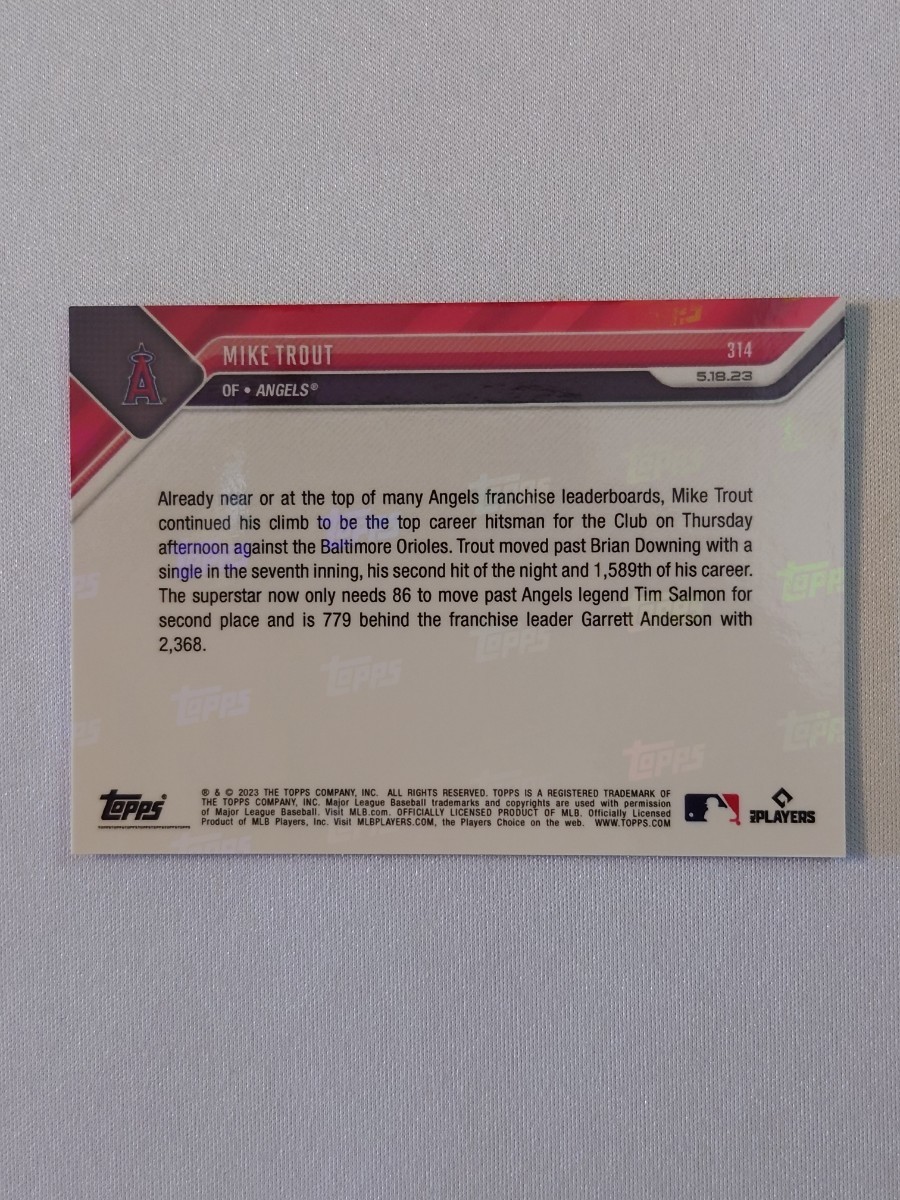 MIKE TROUT
314
OF • ANGELS®
5.18.23
A
Already near or at the top of many Angels franchise leaderboards, Mike Trout
continued his climb to be the top career hitsman for the Club on Thursday
afternoon against the Baltimore Orioles. Trout moved past Brian Downing with a
single in the seventh inning, his second hit of the night and 1,589th of his career.
The superstar now only needs 86 to move past Angels legend Tim Salmon for
second place and is 779 behind the franchise leader Garrett Anderson with
2,368.
topps®
® & © 2023 THE TOPPS COMPANY, INC. ALL RIGHTS RESERVED. TOPPS IS A REGISTERED TRADEMARK OF
THE TOPPS COMPANY, INC. Major League Baseball trademarks and copyrights are used with permission
of Major League Baseball. Visit MLB.com. OFFICIALLY LICENSED PRODUCT OF MLB. Officially Licensed
Product of MLB Players, Inc. Visit MLBPLAYERS.COM, the Players Choice on the web. WWW.TOPPS.COM
MLB PLAYERS